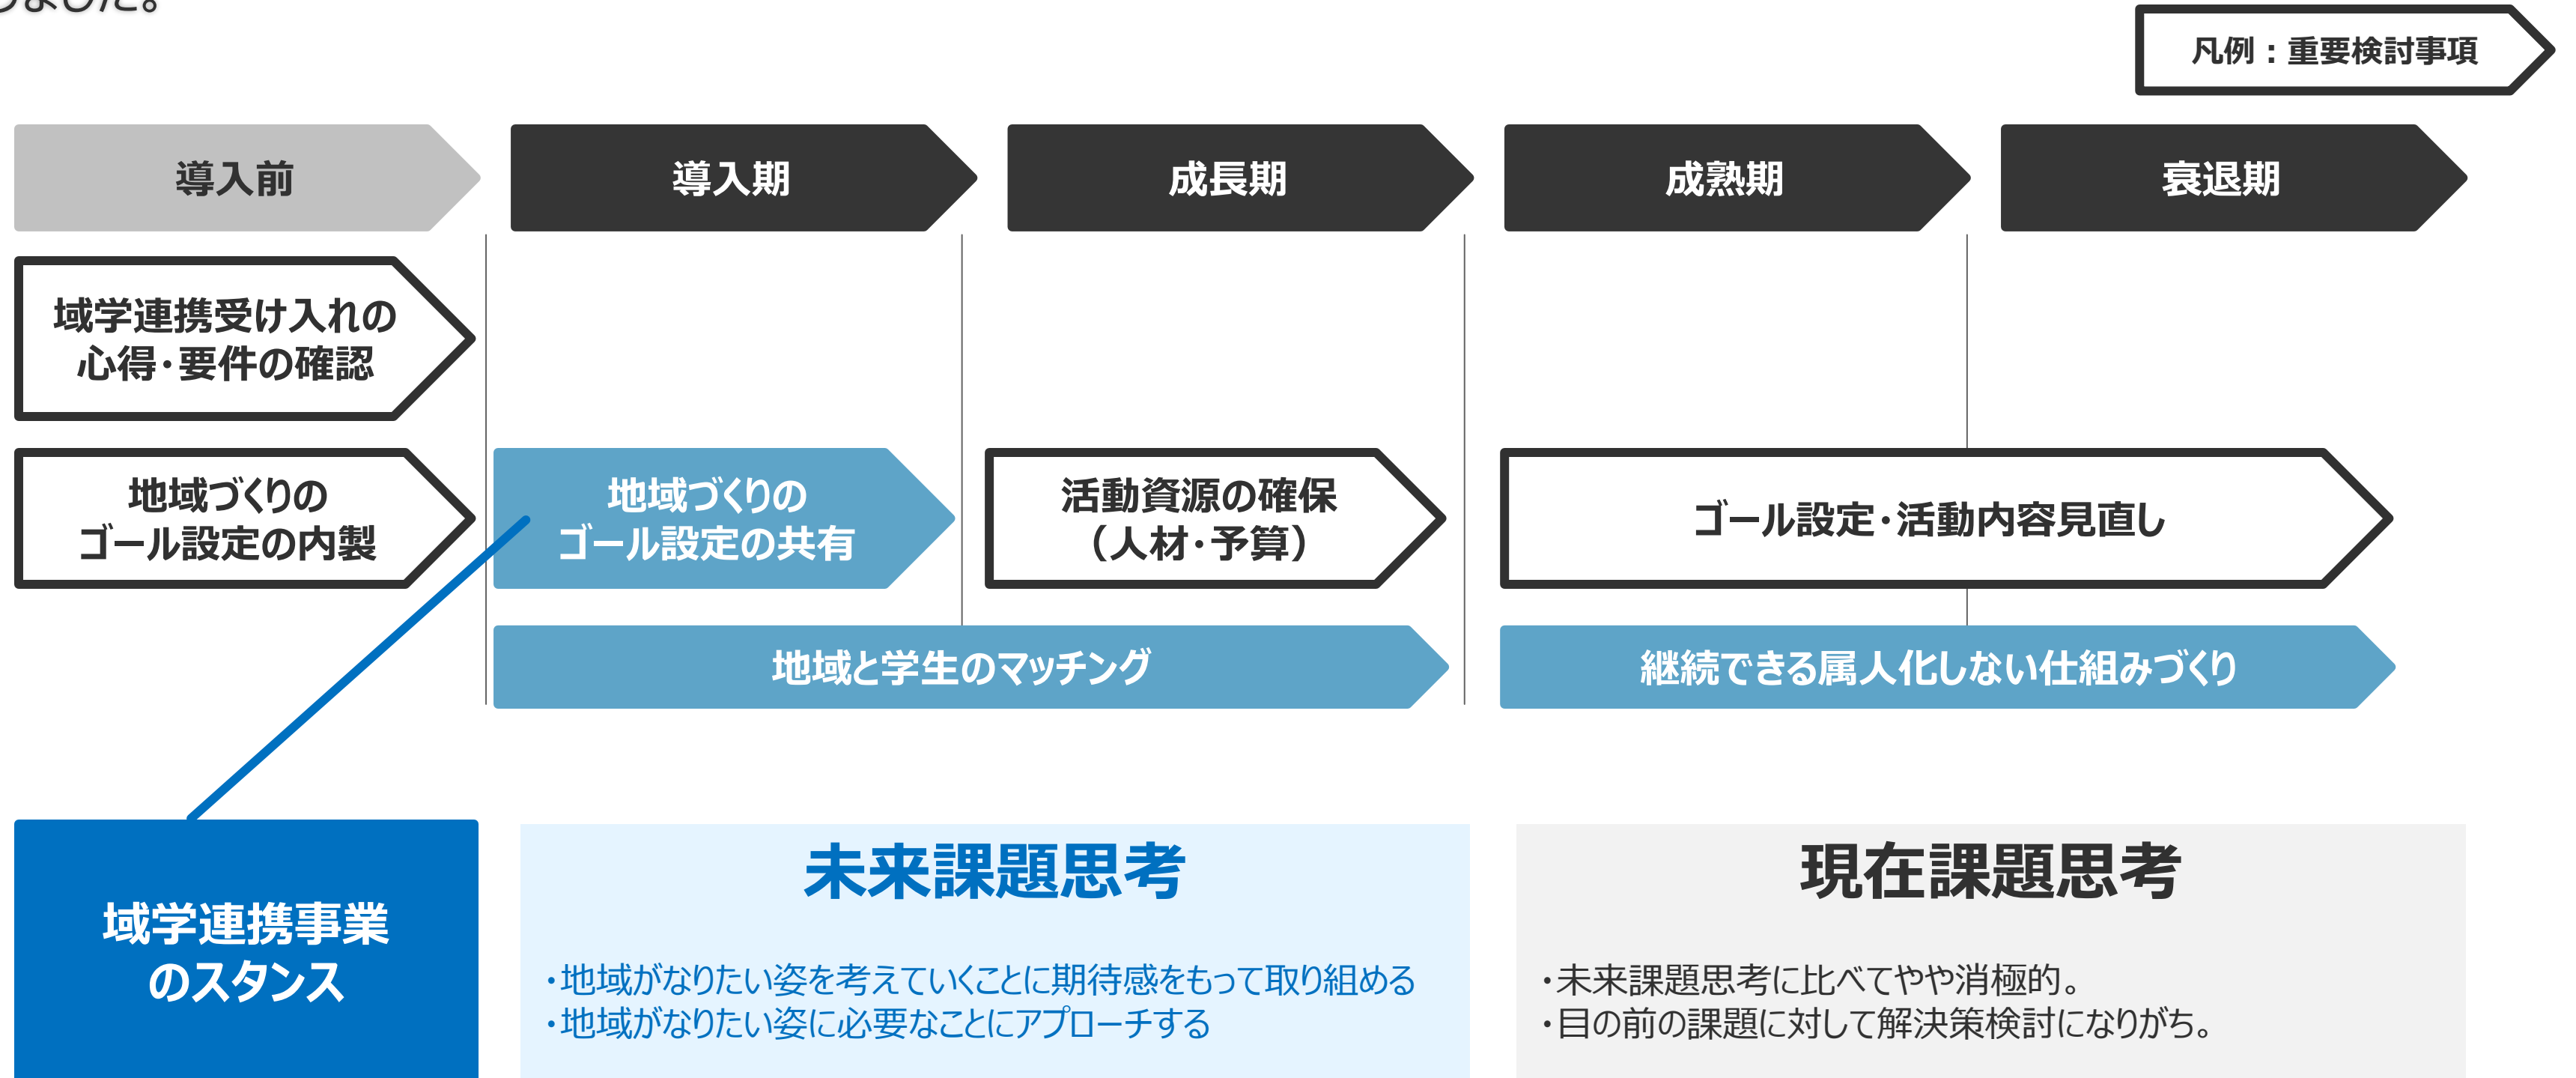 りました。
凡例：重要検討事項
導入前
導入期
成長期
成熟期
衰退期
域学連携受け入れの
心得・要件の確認
地域づくりの
ゴール設定の内製
地域づくりの
ゴール設定の共有
活動資源の確保
（人材・予算）
ゴール設定・活動内容見直し
地域と学生のマッチング
継続できる属人化しない仕組みづくり
域学連携事業
のスタンス
未来課題思考
・地域がなりたい姿を考えていくことに期待感をもって取り組める
・地域がなりたい姿に必要なことにアプローチする
現在課題思考
・未来課題思考に比べてやや消極的。
・目の前の課題に対して解決策検討になりがち。